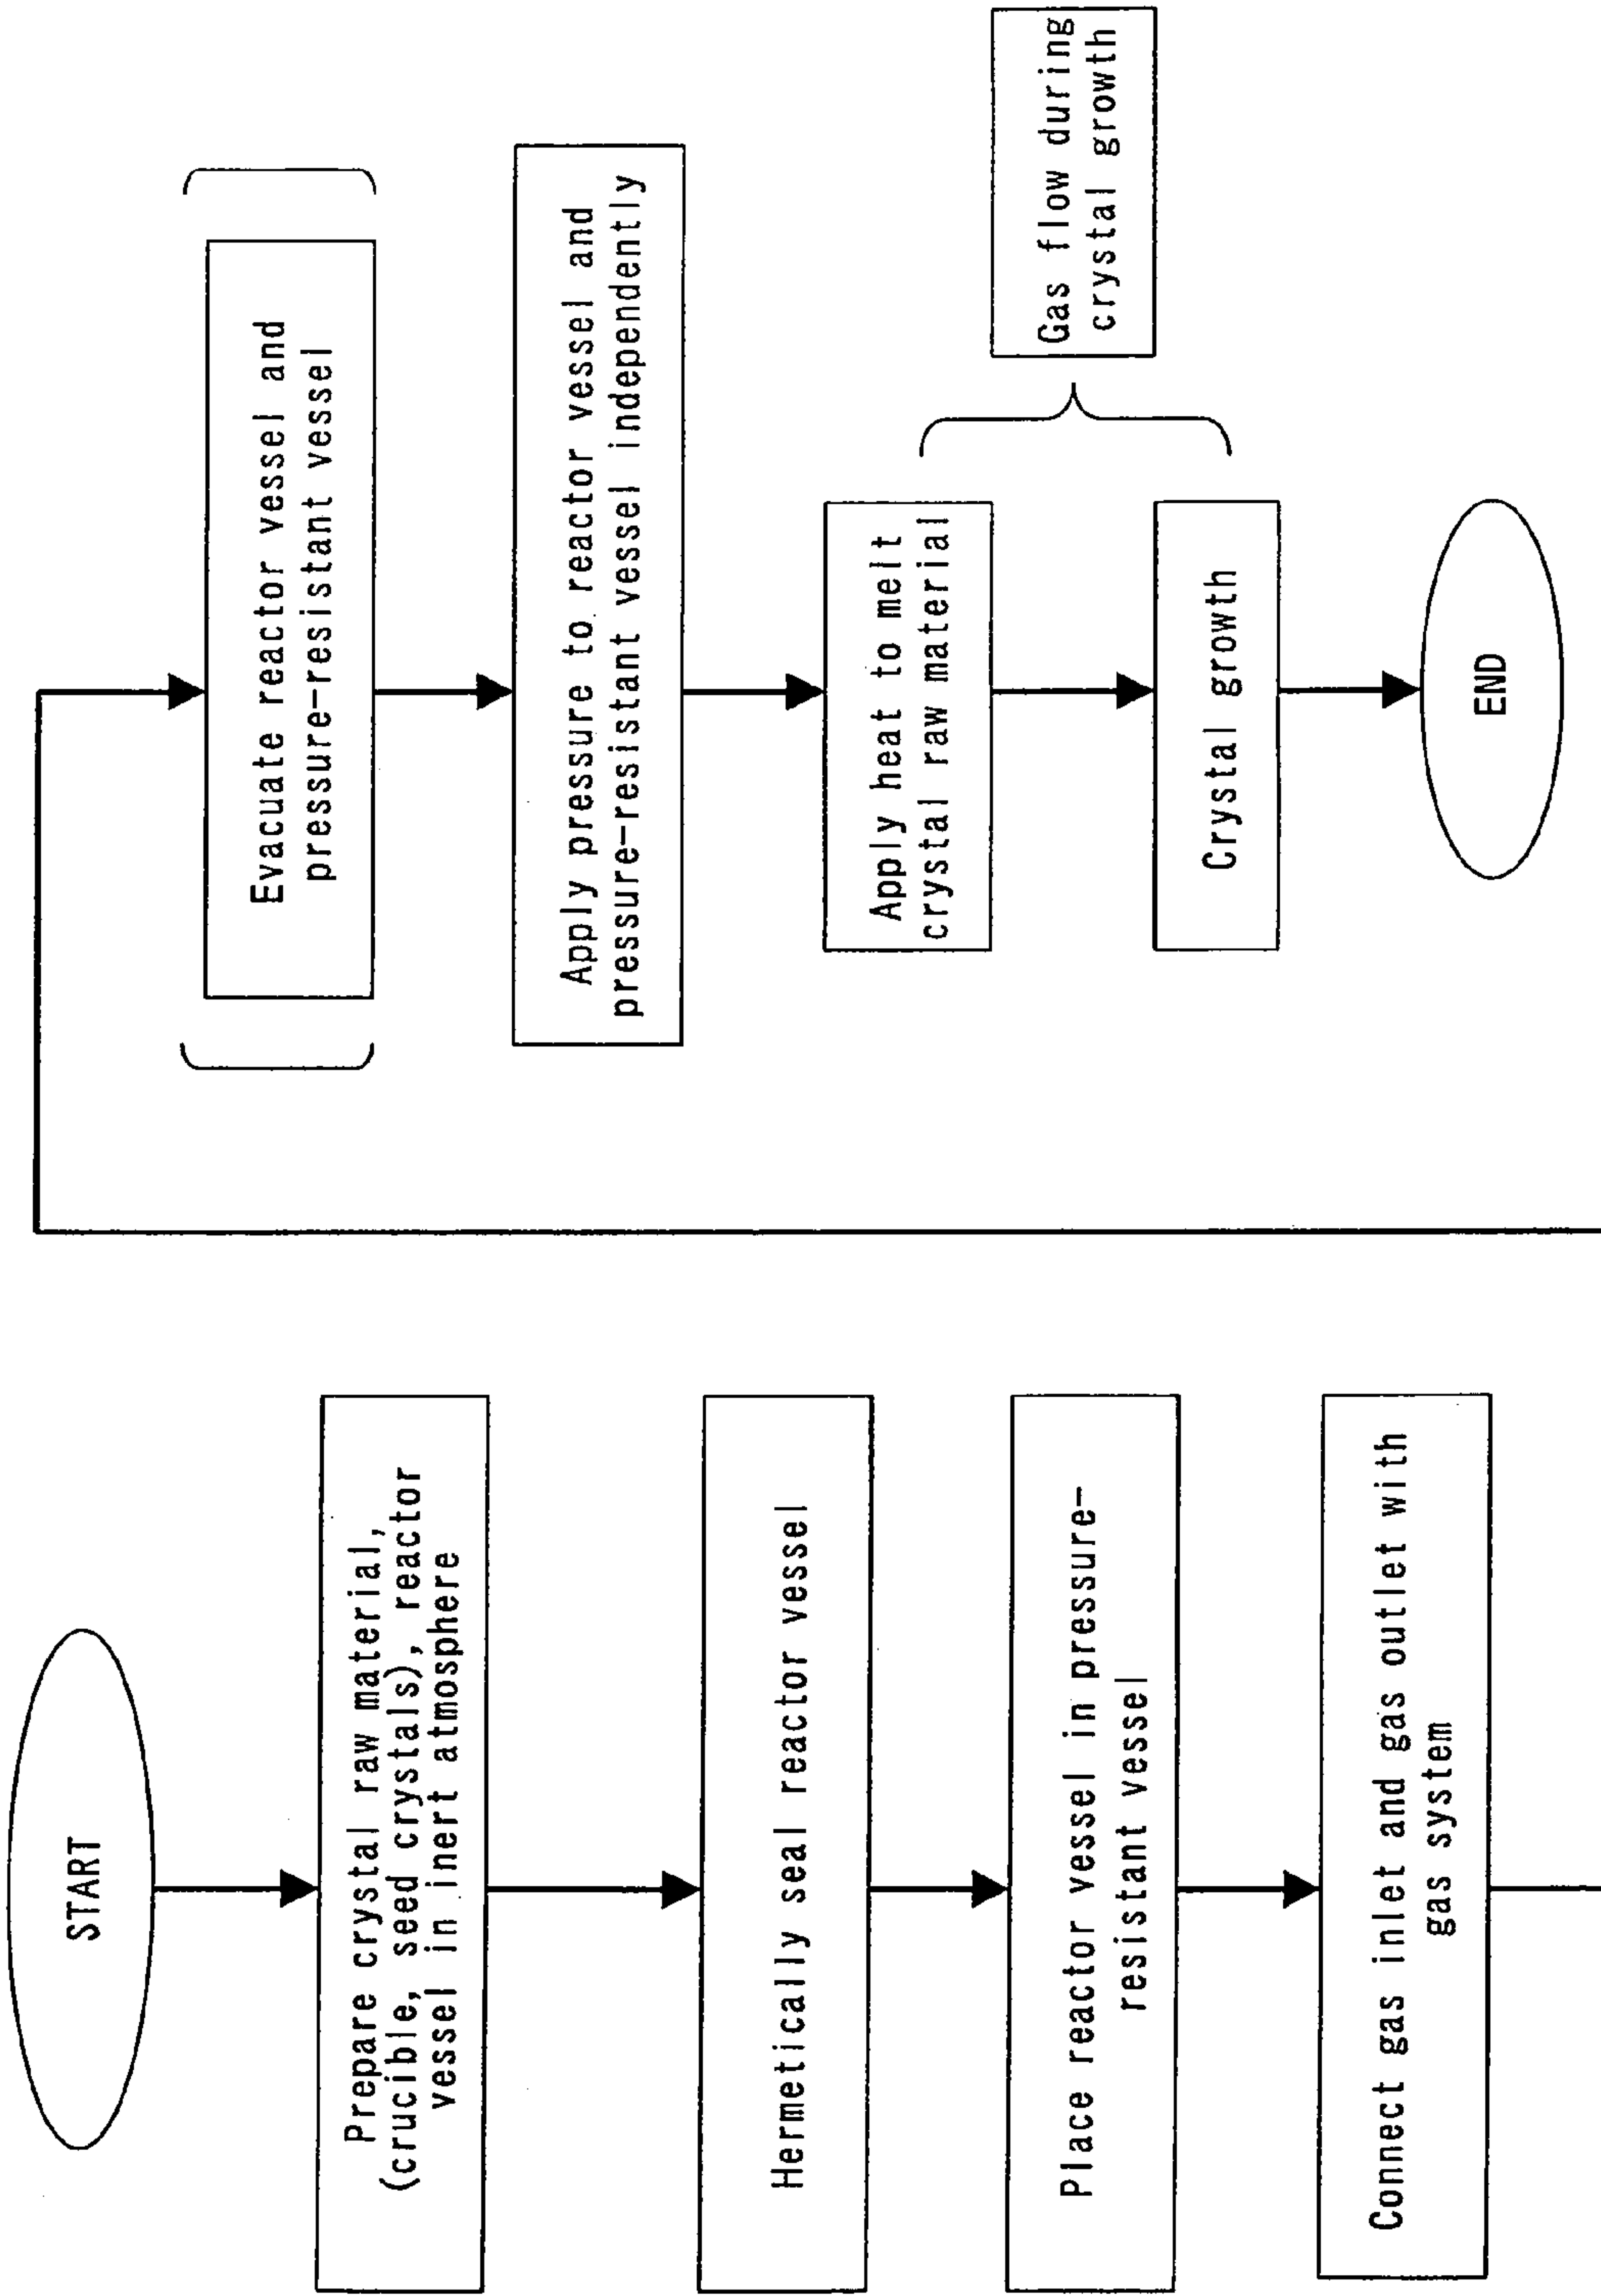 START
Prepare crystal raw material,
(crucible, seed crystals), reactor
vessel in inert atmosphere
Hermetically seal reactor vessel
Place reactor vessel in pressure-
resistant vessel
Connect gas inlet and gas outlet with
gas system
Evacuate reactor vessel and
pressure-resistant vessel
Apply pressure to reactor vessel and
pressure-resistant vessel independently
Apply heat to melt
crystal raw material
Gas flow during
crystal growth
Crystal growth
END